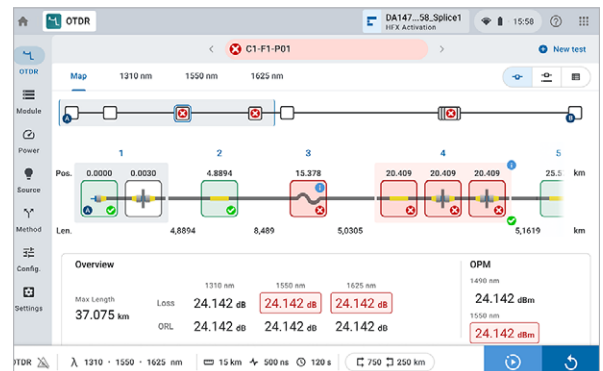 OTDR
DA147...58_Splice1
HFX Activation
15:58
C1-F1-P01
New test
OTDR
Map
1310 nm
1550 nm
1625 nm
Module
A
B
Power
1
2
3
4
5
Pos.
0.0000
0.0030
4.8894
15.378
20.409
20.409
20.409
25.5
km
Source
A
Method
Len.
4,8894
8,489
5,0305
5,1619
km
Config.
Overview
OPM
1310 nm
1550 nm
1625 nm
1490 nm
Settings
Max Length
37.075 km
Loss
24.142 dB
24.142 dB
24.142 dB
24.142 dBm
1550 nm
ORL
24.142 dB
24.142 dB
24.142 dB
24.142 dBm
OTDR
λ 1310 · 1550 · 1625 nm
15 km
500 ns
120 s
750
250 km